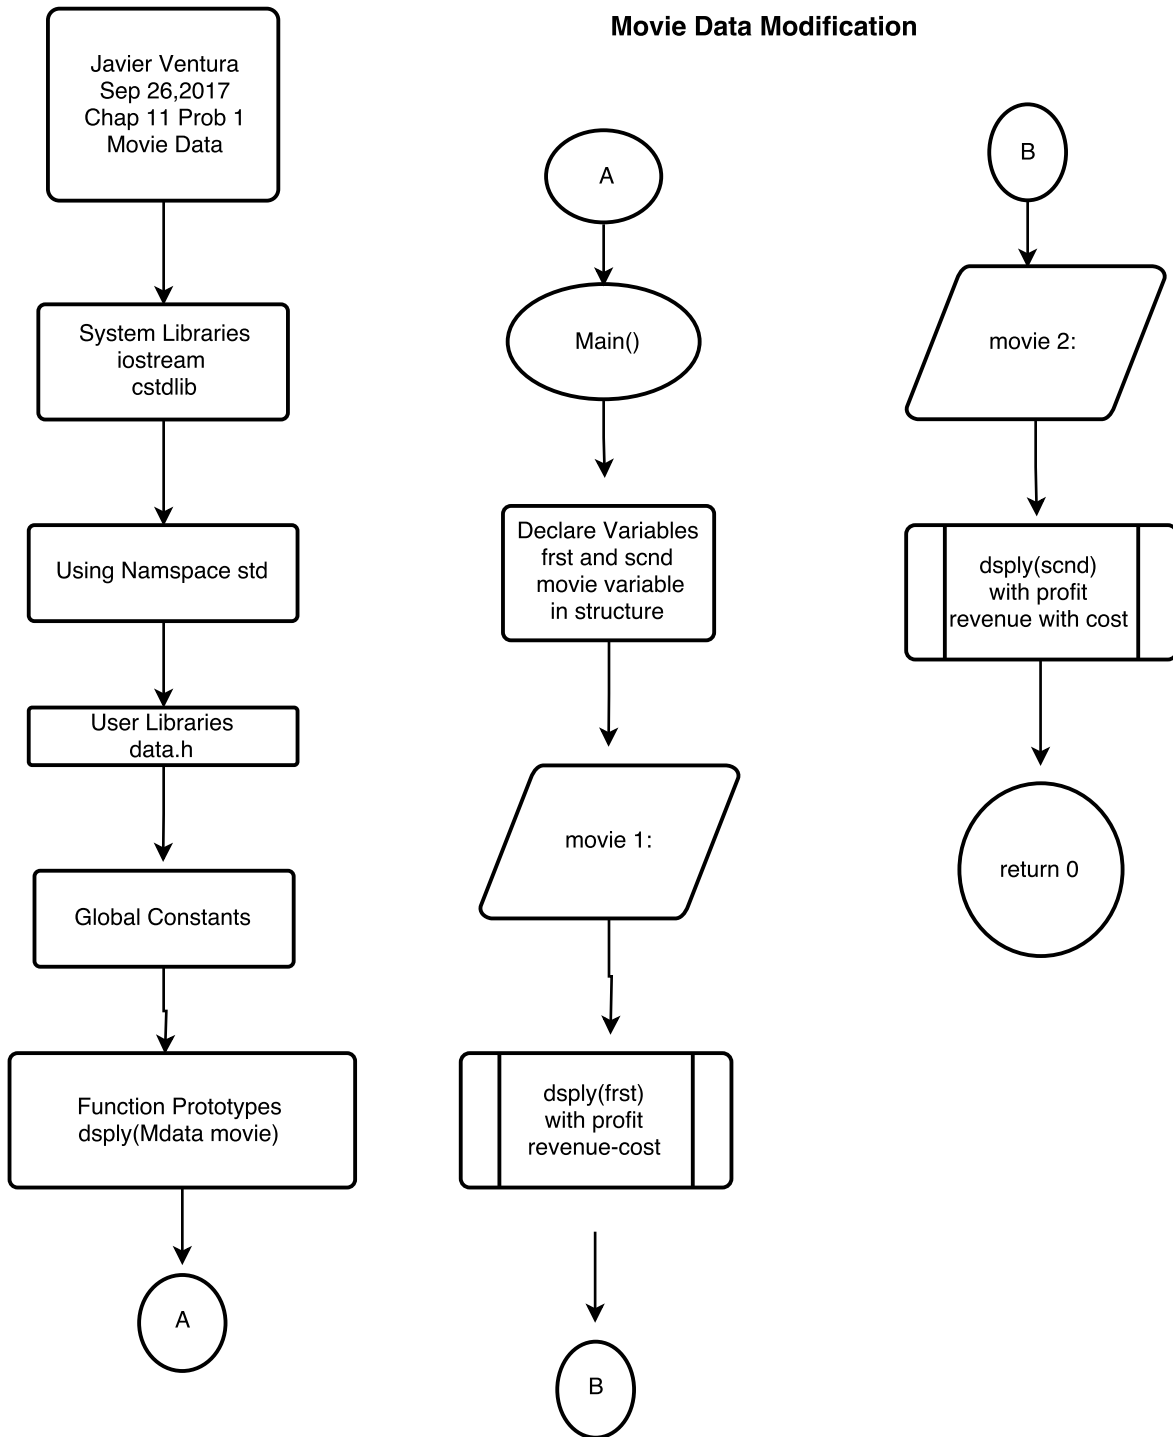 Movie Data Modification
Javier Ventura
Sep 26,2017
Chap 11 Prob 1
Movie Data
System Libraries
iostream
cstdlib
Using Namspace std
User Libraries
data.h
Global Constants
Function Prototypes
dsply(Mdata movie)
A
A
Main()
Declare Variables
frst and scnd
movie variable
in structure
movie 1:
dsply(frst)
with profit
revenue-cost
B
B
movie 2:
dsply(scnd)
with profit
revenue with cost
return 0